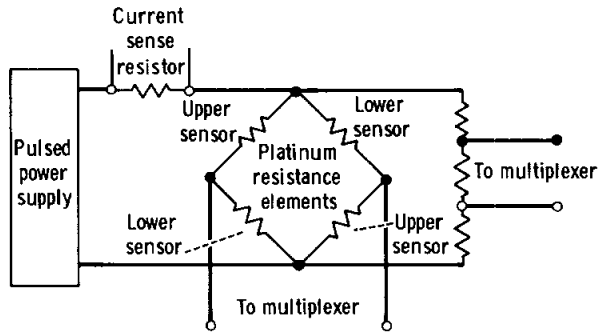 Current
sense
resistor
Upper
sensor
Lower
sensor
Pulsed
power
supply
Platinum
resistance
elements
To multiplexer
Lower
sensor
Upper
sensor
To multiplexer